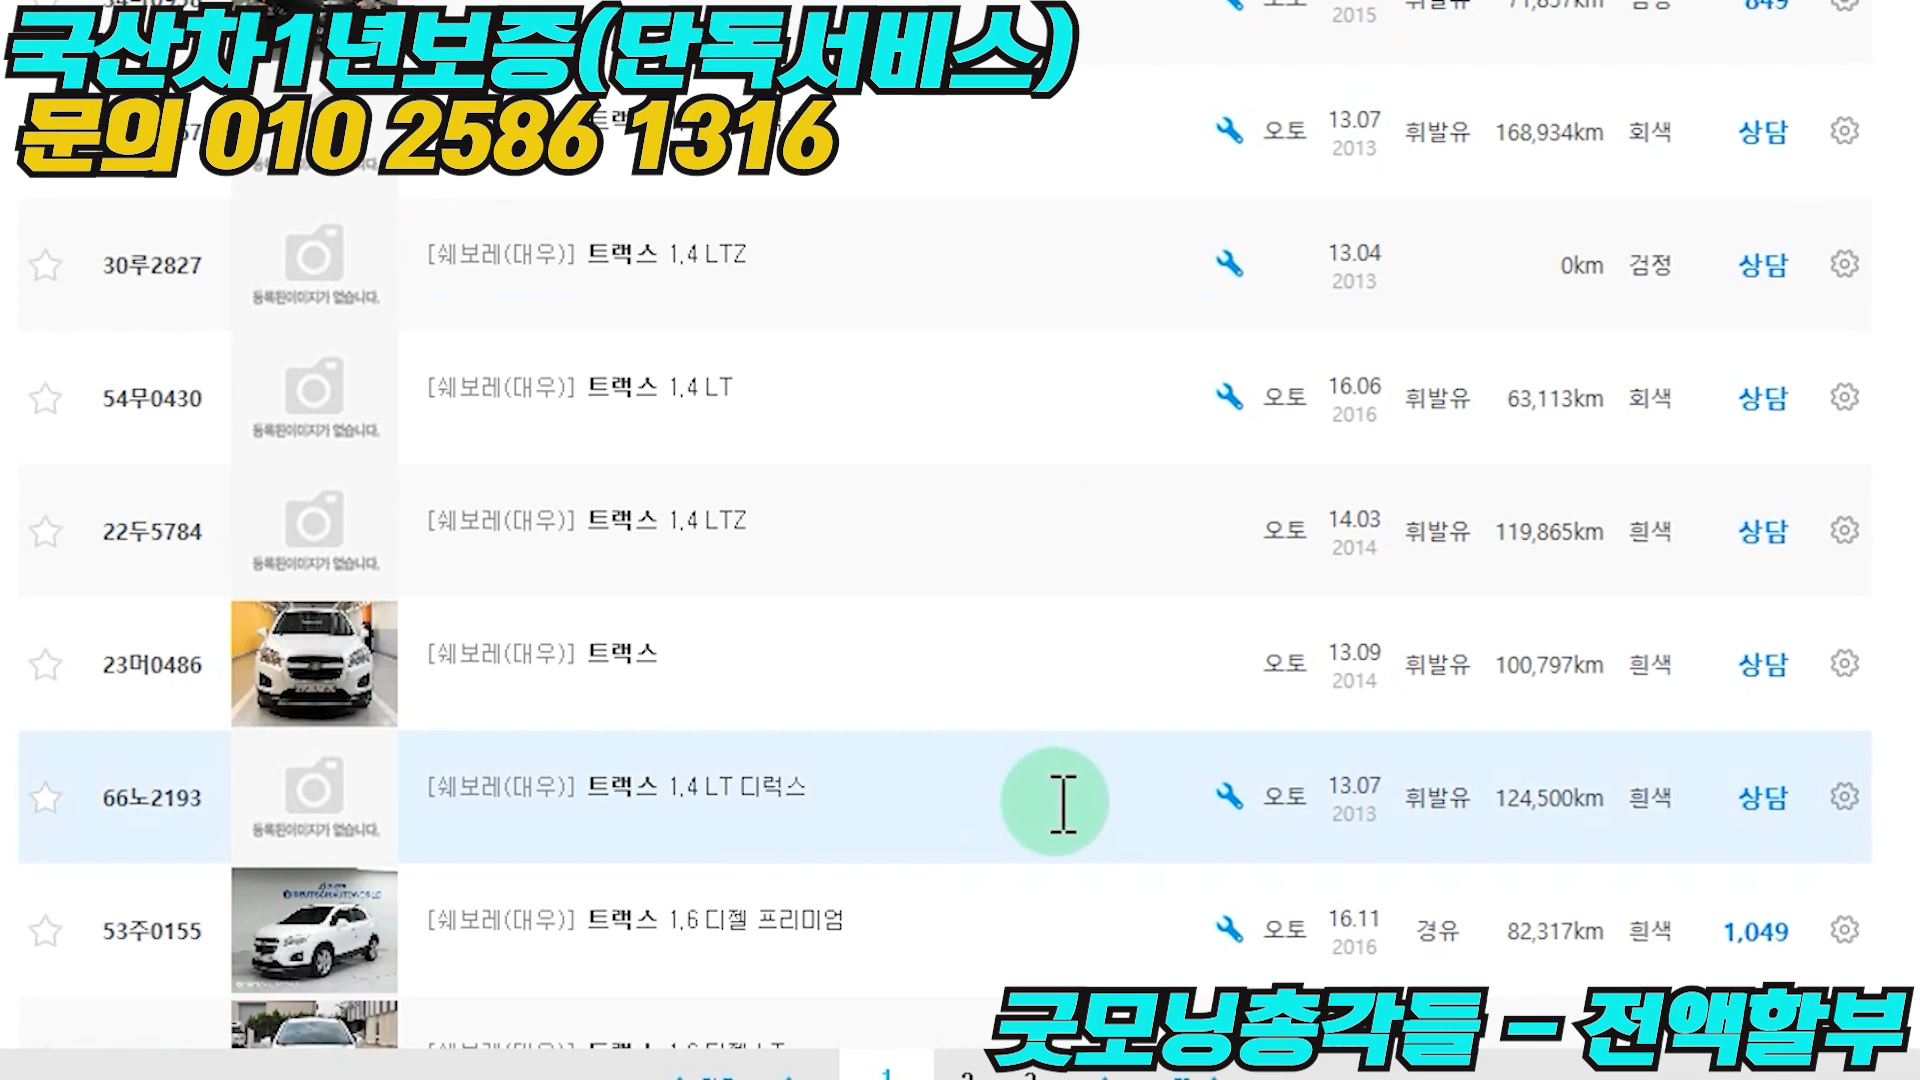 국산차1년보증(단독서비스)
문의 010 2586 1316
2015
849
13.07
오토 휘발유 168,934km 회색 상담
2013
[쉐보레(대우)] 트랙스 1.4 LTZ
30루2827
등록된이미지가 없습니다.
13.04
2013
0km 검정 상담
[쉐보레(대우)] 트랙스 1.4 LT
54무0430
등록된이미지가 없습니다.
16.06
오토 휘발유 63,113km 회색 상담
2016
[쉐보레(대우)] 트랙스 1.4 LTZ
22두5784
등록된이미지가 없습니다.
14.03
오토 휘발유 119,865km 흰색 상담
2014
[쉐보레(대우)] 트랙스
23머0486
13.09
오토 휘발유 100,797km 흰색 상담
2014
[쉐보레(대우)] 트랙스 1.4 LT 디럭스
66노2193
등록된이미지가 없습니다.
13.07
오토 휘발유 124,500km 흰색 상담
2013
[쉐보레(대우)] 트랙스 1.6 디젤 프리미엄
53주0155
16.11
오토 경유 82,317km 흰색 1,049
2016
굿모닝총각들 - 전액할부
1